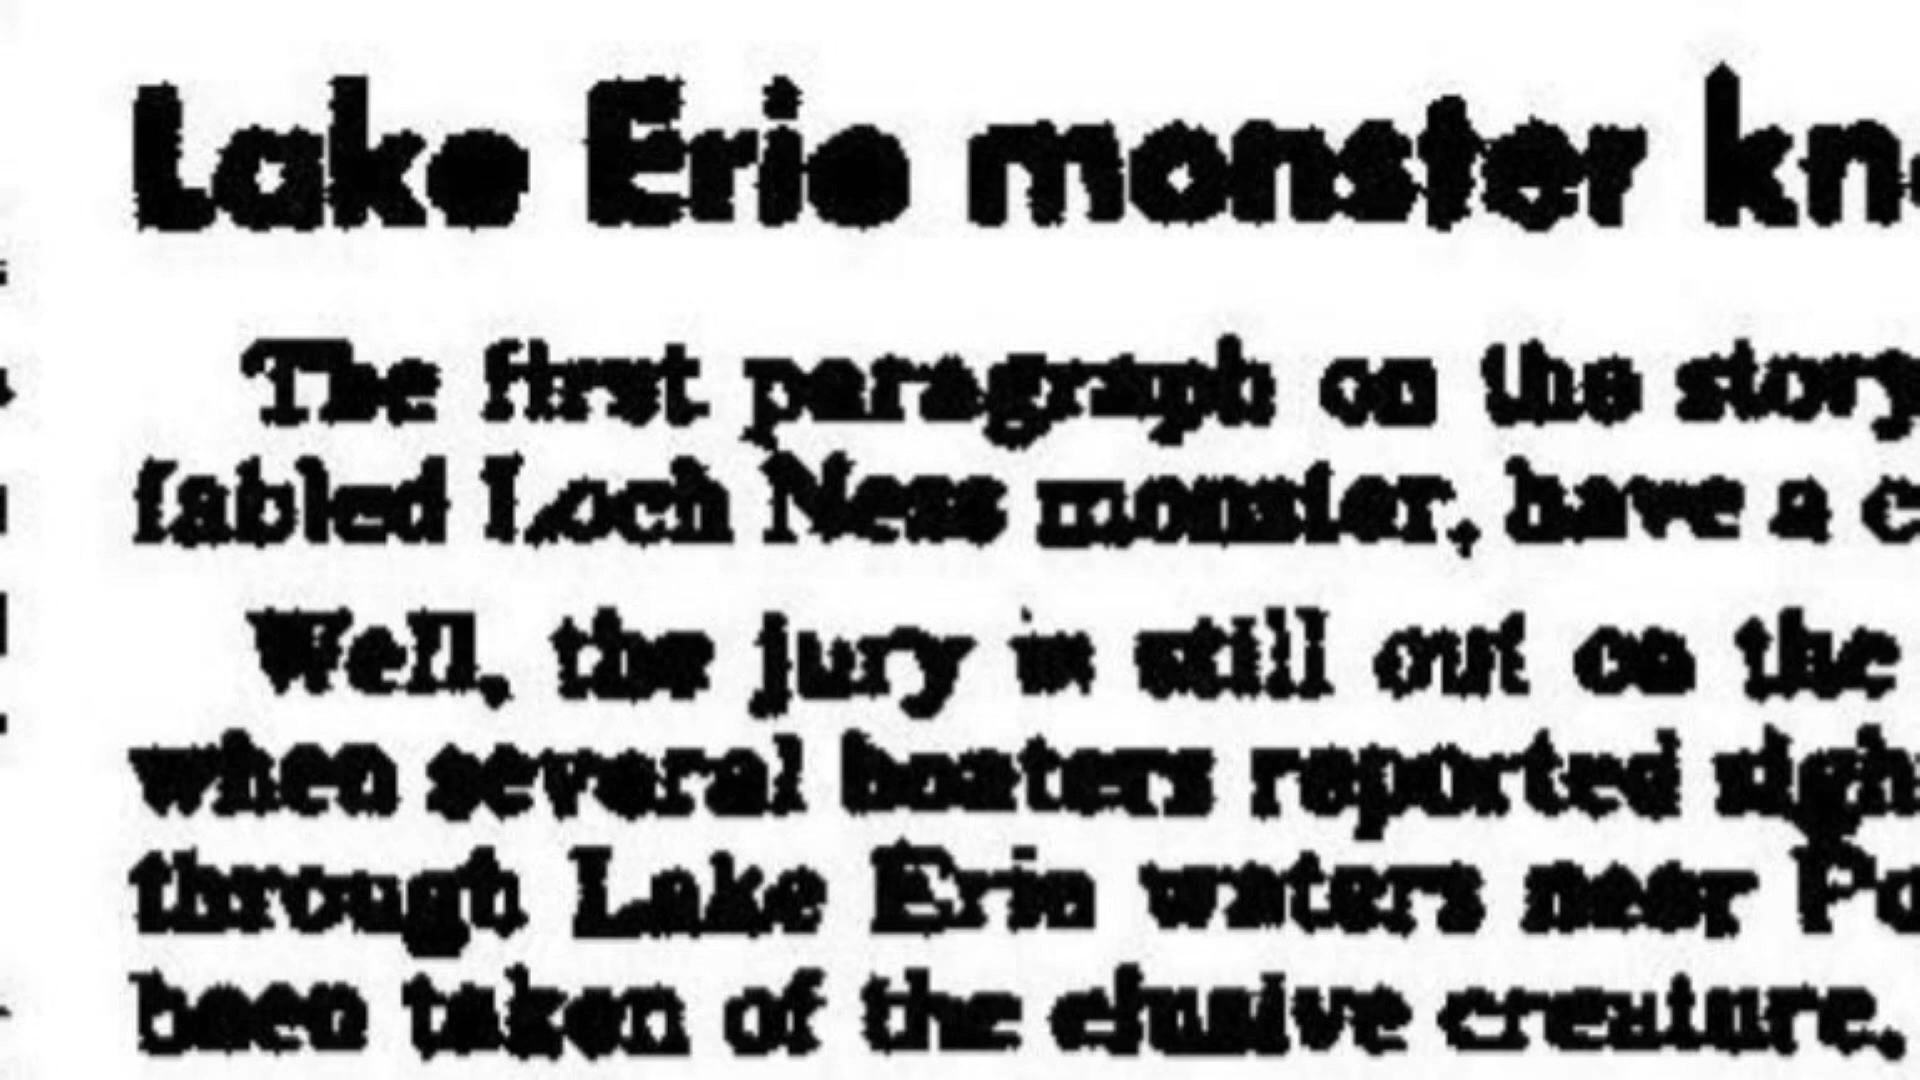 Lake Erie monster kn
The first paragraph on the story
fabled Loch Ness monster, have a c
Well, the jury is still out on the
when several boaters reported sigh
through Lake Erie waters near Po
been taken of the elusive creature.